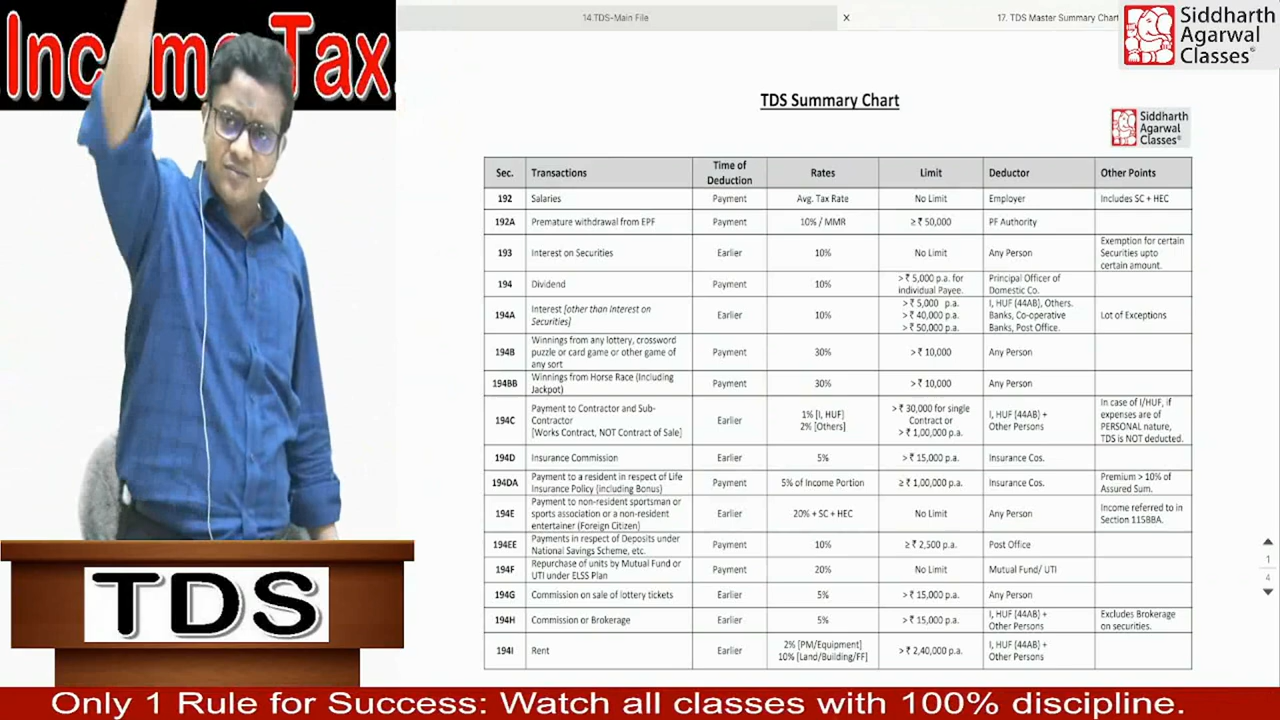 Income Tax.
14.TDS-Main File
X
17. TDS Master Summary Chart
Siddharth
Agarwal
Classes®
TDS Summary Chart
Siddharth
Agarwal
Classes®
Sec. Transactions Time of Deduction Rates Limit Deductor Other Points
192 Salaries Payment Avg. Tax Rate No Limit Employer Includes SC + HEC
192A Premature withdrawal from EPF Payment 10% / MMR ≥ ₹ 50,000 PF Authority
193 Interest on Securities Earlier 10% No Limit Any Person Exemption for certain Securities upto certain amount.
194 Dividend Payment 10% > ₹ 5,000 p.a. for individual Payee. Principal Officer of Domestic Co.
194A Interest [other than Interest on Securities] Earlier 10% > ₹ 5,000 p.a. > ₹ 40,000 p.a. > ₹ 50,000 p.a. I, HUF {44AB}, Others. Banks, Co-operative Banks, Post Office. Lot of Exceptions
194B Winnings from any lottery, crossword puzzle or card game or other game of any sort Payment 30% > ₹ 10,000 Any Person
194BB Winnings from Horse Race (Including Jackpot) Payment 30% > ₹ 10,000 Any Person
194C Payment to Contractor and Sub-Contractor [Works Contract, NOT Contract of Sale] Earlier 1% [I, HUF] 2% [Others] > ₹ 30,000 for single Contract or > ₹ 1,00,000 p.a. I, HUF {44AB} + Other Persons In case of I/HUF, if expenses are of PERSONAL nature, TDS is NOT deducted.
194D Insurance Commission Earlier 5% > ₹ 15,000 p.a. Insurance Cos.
194DA Payment to a resident in respect of Life Insurance Policy (including Bonus) Payment 5% of Income Portion ≥ ₹ 1,00,000 p.a. Insurance Cos. Premium > 10% of Assured Sum.
194E Payment to non-resident sportsman or sports association or a non-resident entertainer (Foreign Citizen) Earlier 20% + SC + HEC No Limit Any Person Income referred to in Section 115BBA.
194EE Payments in respect of Deposits under National Savings Scheme, etc. Payment 10% ≥ ₹ 2,500 p.a. Post Office
194F Repurchase of units by Mutual Fund or UTI under ELSS Plan Payment 20% No Limit Mutual Fund/ UTI
194G Commission on sale of lottery tickets Earlier 5% > ₹ 15,000 p.a. Any Person
194H Commission or Brokerage Earlier 5% > ₹ 15,000 p.a. I, HUF {44AB} + Other Persons Excludes Brokerage on securities.
194I Rent Earlier 2% [PM/Equipment] 10% [Land/Building/FF] > ₹ 2,40,000 p.a. I, HUF {44AB} + Other Persons
1
4
TDS
Only 1 Rule for Success: Watch all classes with 100% discipline.